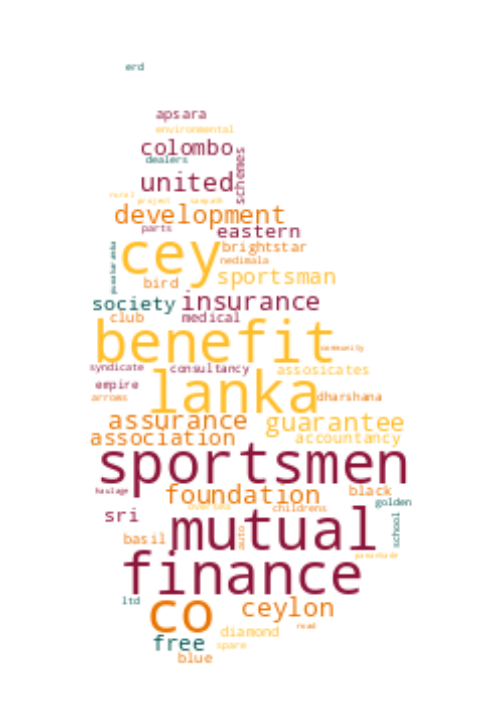 erd
apsara
environmental
colombo
dealers
schemes
united
rural
project
sampath
development
parts
eastern
cey
brightstar
nedimala
bird
sportsman
society
insurance
club
medical
benefit
community
syndicate
consultancy
assosicates
empire
lanka
arrows
dharshana
assurance
guarantee
association
accountancy
sportsmen
haulage
foundation
black
golden
oversea
childrens
sri
mutual
school
basil
auto
finance
ltd
co
ceylon
road
free
diamond
spare
blue